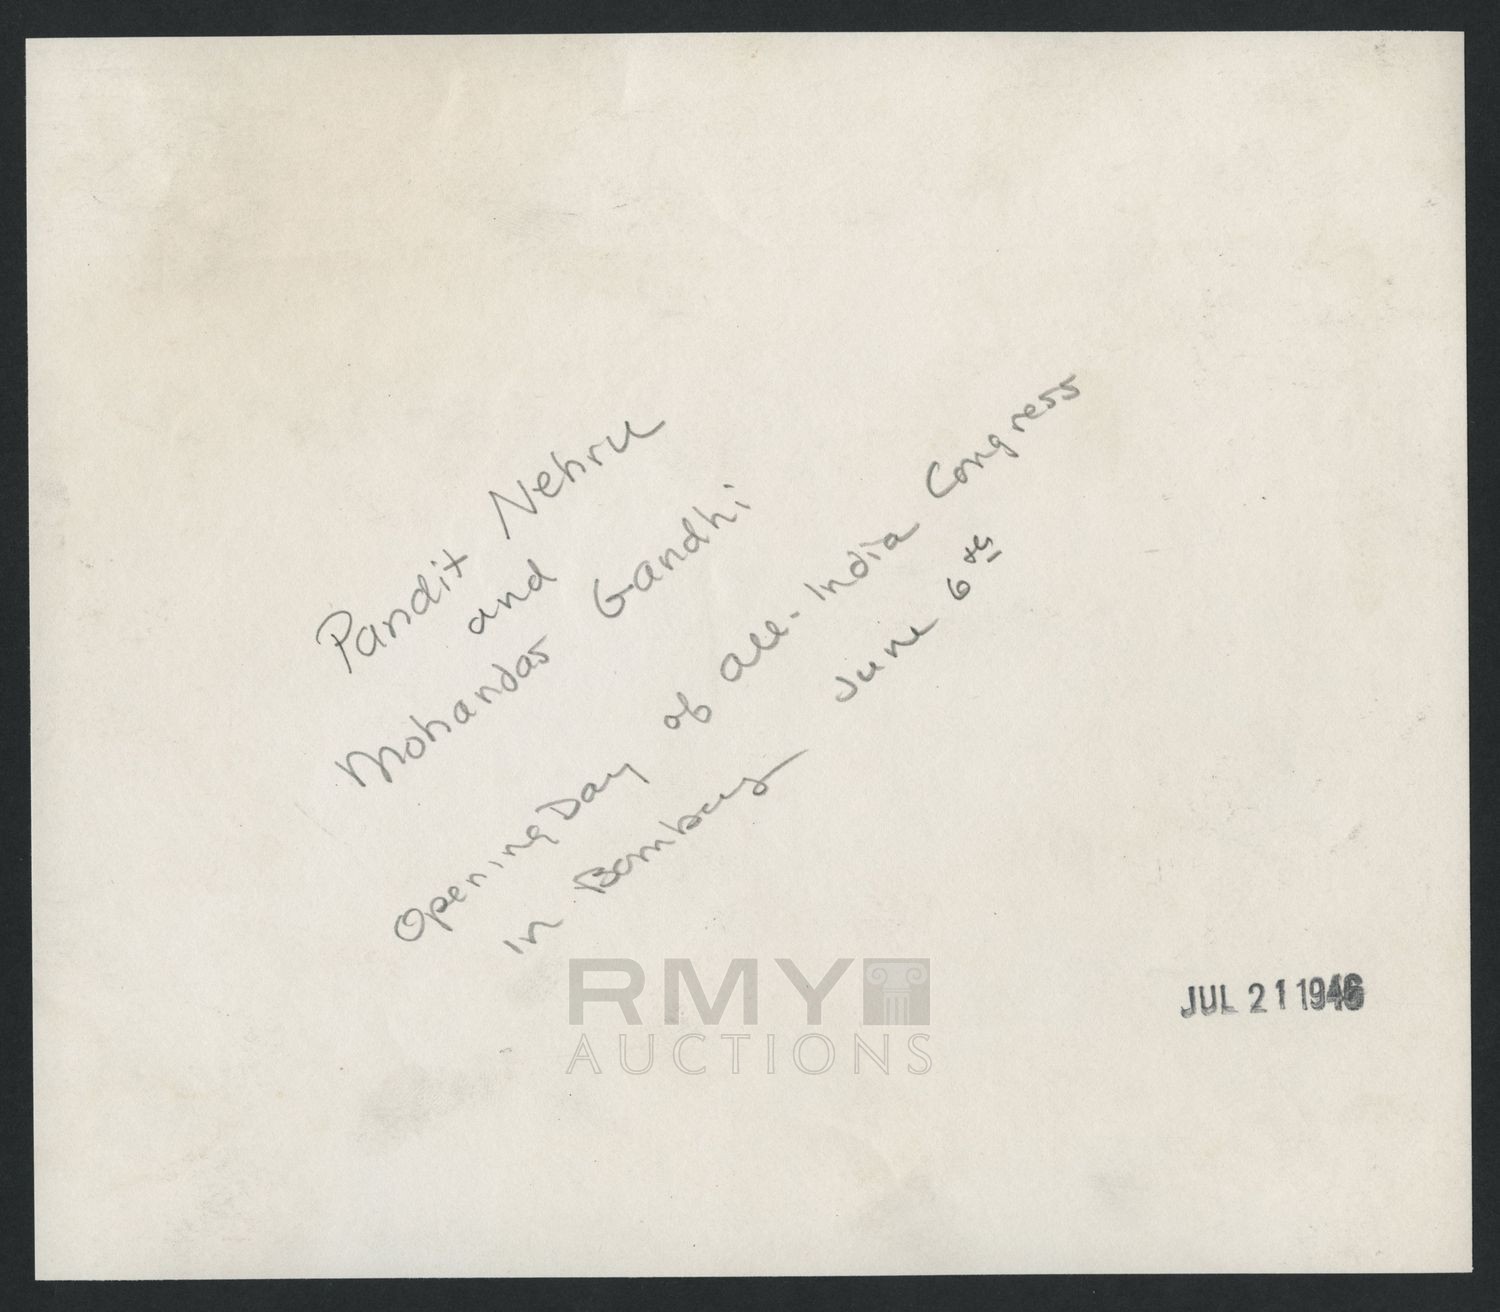 Pandit Nehru
and
Mohandas Gandhi
Opening Day of All-India Congress
in Bombay June 6th
JUL 21 1946
RMY
AUCTIONS